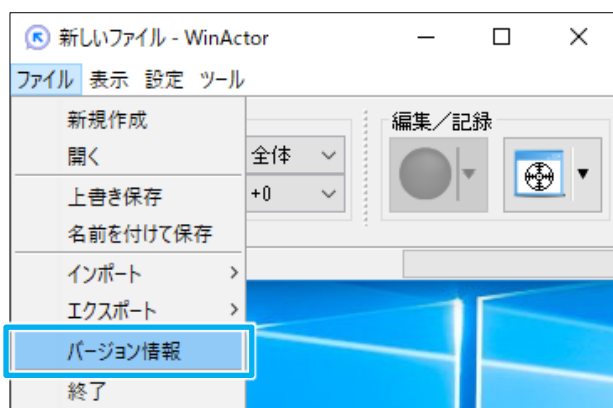 新しいファイル - WinActor
ファイル 表示 設定 ツール
新規作成
開く
上書き保存
名前を付けて保存
インポート
エクスポート
バージョン情報
終了
全体
+0
編集／記録